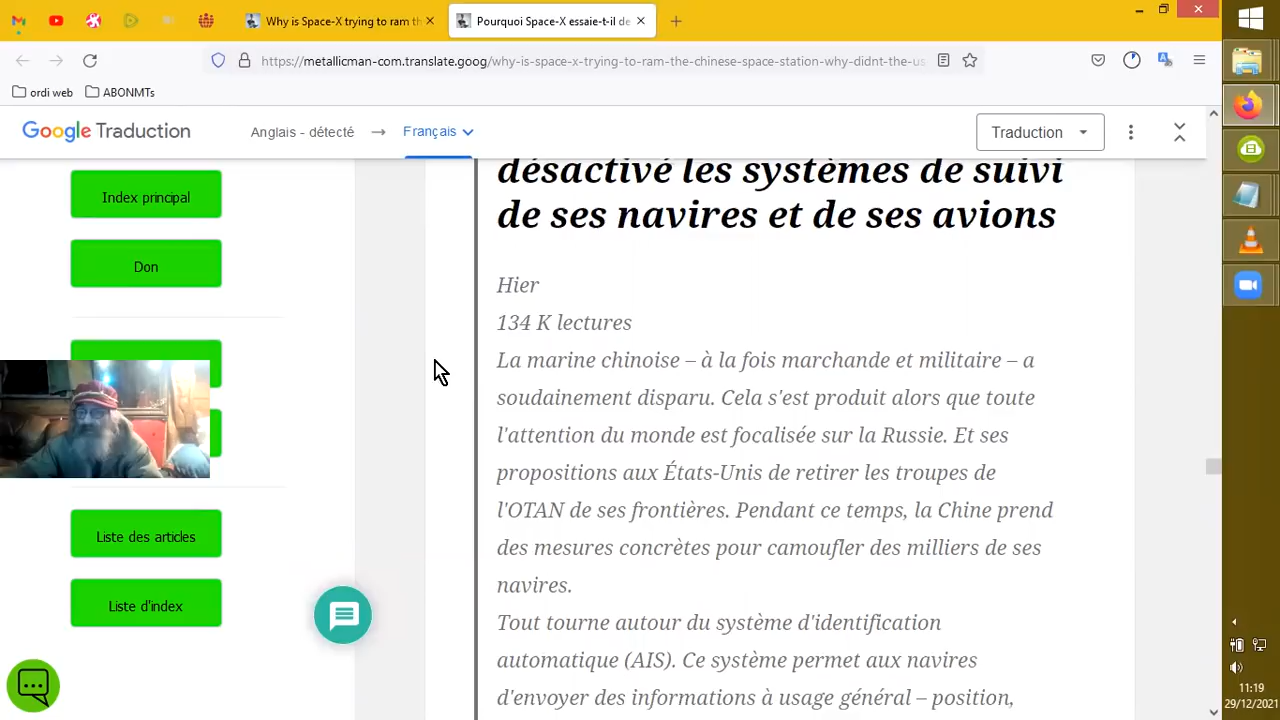 Why is Space-X trying to ram th
Pourquoi Space-X essaie-t-il de
https://metallicman-com.translate.goog/why-is-space-x-trying-to-ram-the-chinese-space-station-why-didnt-the-us
ordi web
ABONMTs
Google Traduction
Anglais - détecté
Français
Traduction
Index principal
Don
Liste des articles
Liste d'index
désactivé les systèmes de suivi
de ses navires et de ses avions
Hier
134 K lectures
La marine chinoise – à la fois marchande et militaire – a
soudainement disparu. Cela s'est produit alors que toute
l'attention du monde est focalisée sur la Russie. Et ses
propositions aux États-Unis de retirer les troupes de
l'OTAN de ses frontières. Pendant ce temps, la Chine prend
des mesures concrètes pour camoufler des milliers de ses
navires.
Tout tourne autour du système d'identification
automatique (AIS). Ce système permet aux navires
d'envoyer des informations à usage général – position,
11:19
29/12/2021